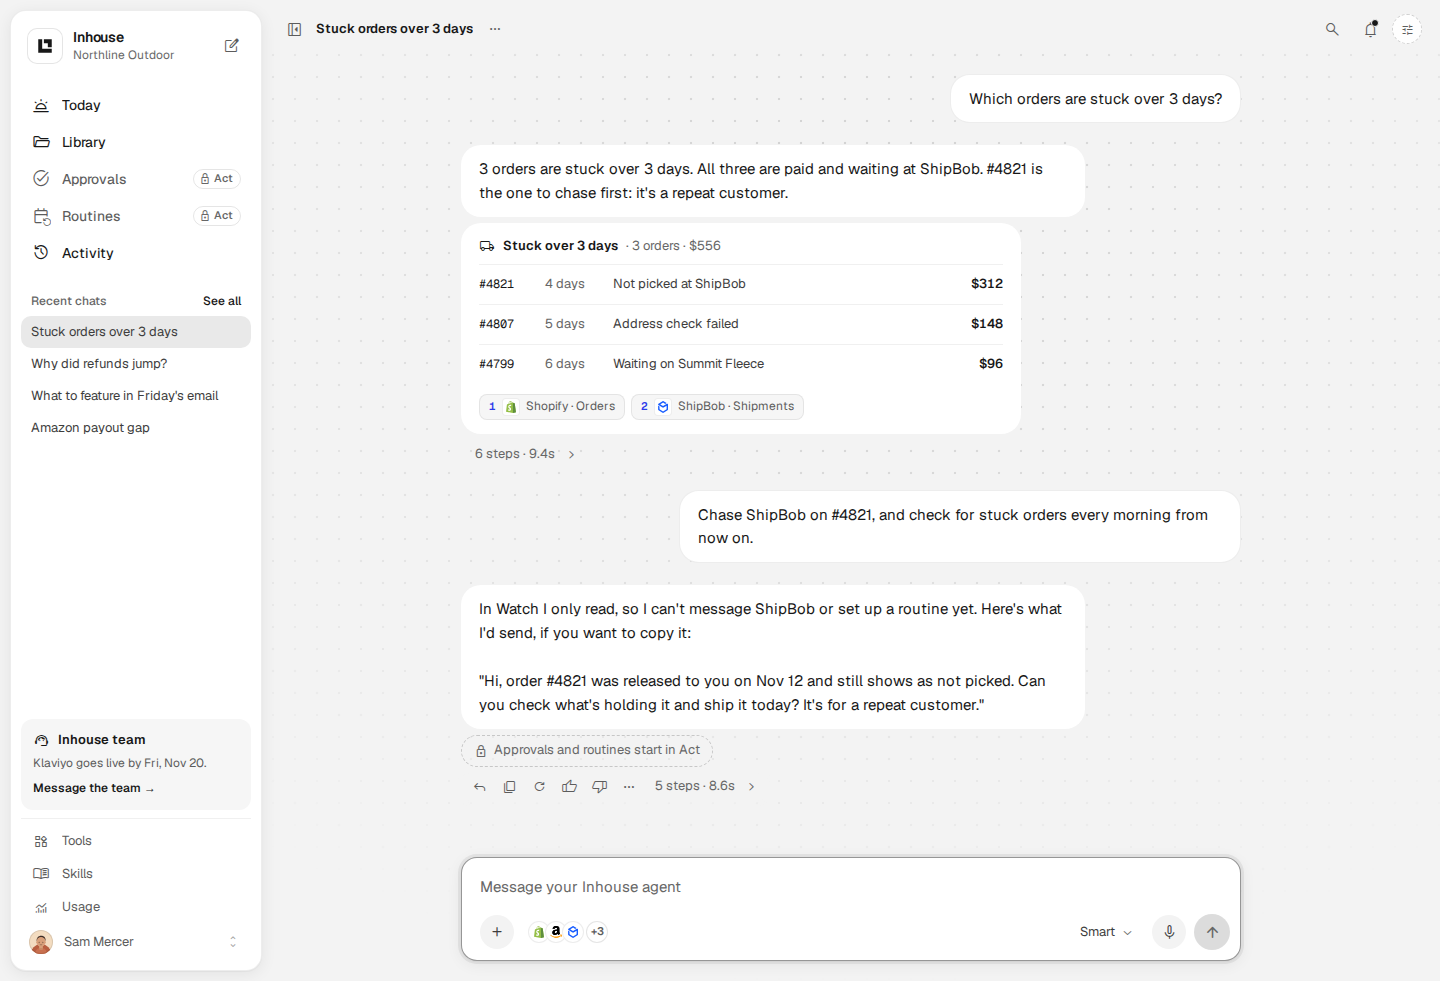 Inhouse
Northline Outdoor
Today
Library
Approvals
Act
Routines
Act
Activity
Recent chats
See all
Stuck orders over 3 days
Why did refunds jump?
What to feature in Friday's email
Amazon payout gap
Inhouse team
Klaviyo goes live by Fri, Nov 20.
Message the team →
Tools
Skills
Usage
Sam Mercer
Stuck orders over 3 days
Which orders are stuck over 3 days?
3 orders are stuck over 3 days. All three are paid and waiting at ShipBob. #4821 is
the one to chase first: it's a repeat customer.
Stuck over 3 days · 3 orders · $556
#4821 4 days Not picked at ShipBob $312
#4807 5 days Address check failed $148
#4799 6 days Waiting on Summit Fleece $96
1 Shopify · Orders 2 ShipBob · Shipments
6 steps · 9.4s
Chase ShipBob on #4821, and check for stuck orders every morning from
now on.
In Watch I only read, so I can't message ShipBob or set up a routine yet. Here's what
I'd send, if you want to copy it:
"Hi, order #4821 was released to you on Nov 12 and still shows as not picked. Can
you check what's holding it and ship it today? It's for a repeat customer."
Approvals and routines start in Act
5 steps · 8.6s
Message your Inhouse agent
+3
Smart